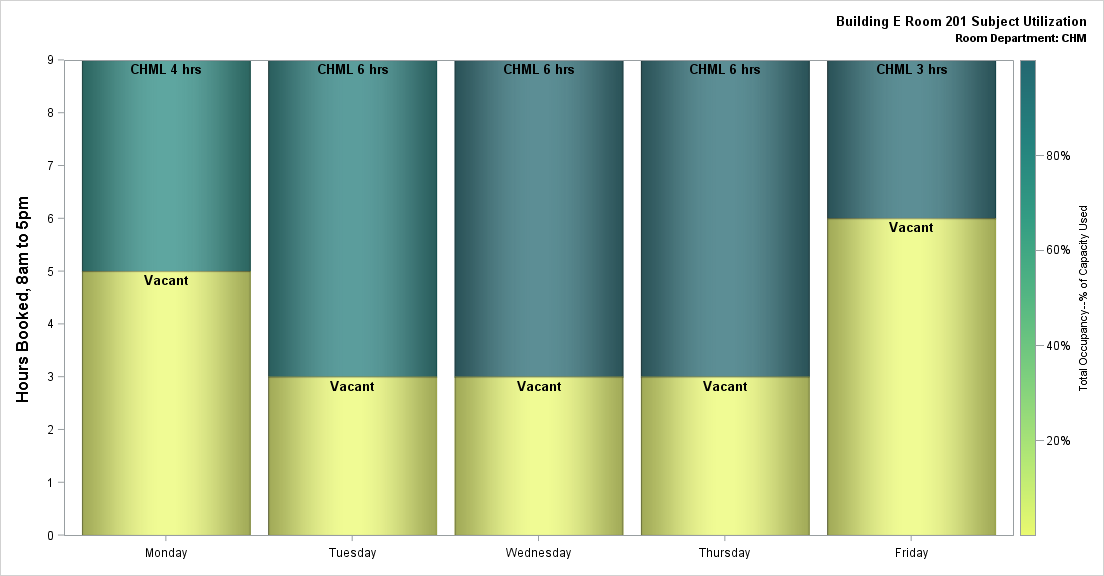 Building E Room 201 Subject Utilization
Room Department: CHM
Hours Booked, 8am to 5pm
9
8
7
6
5
4
3
2
1
0
CHML 4 hrs
Vacant
CHML 6 hrs
Vacant
CHML 6 hrs
Vacant
CHML 6 hrs
Vacant
CHML 3 hrs
Vacant
Monday
Tuesday
Wednesday
Thursday
Friday
80%
60%
40%
20%
Total Occupancy--% of Capacity Used